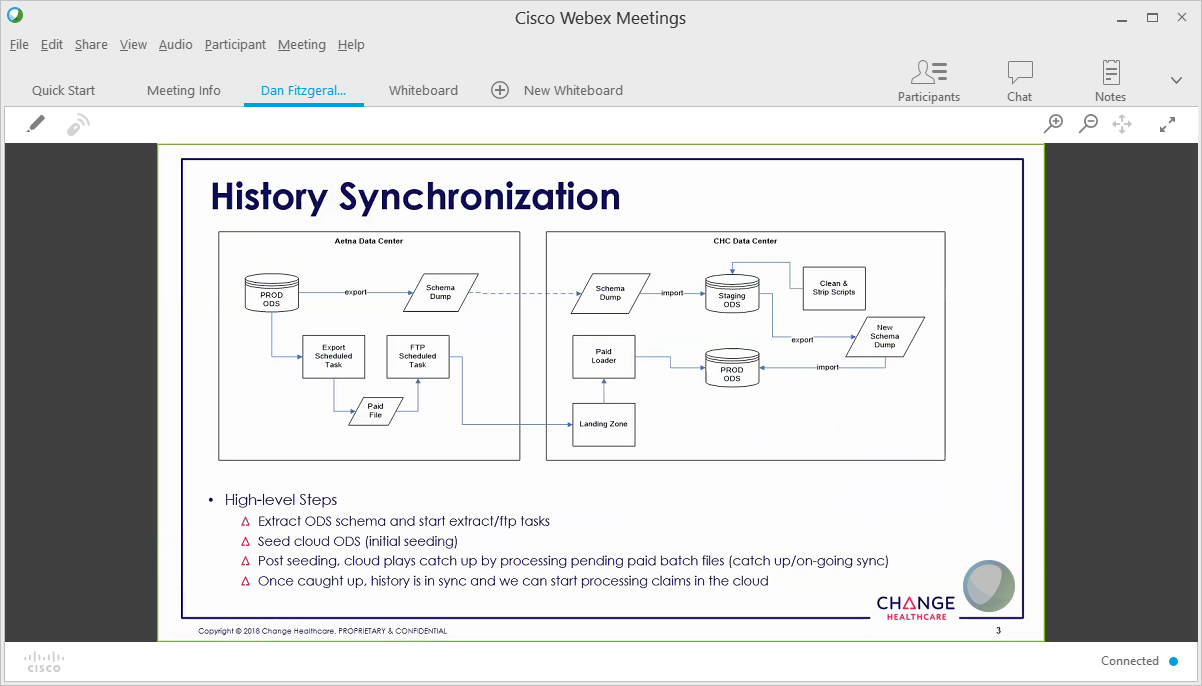 Cisco Webex Meetings
File Edit Share View Audio Participant Meeting Help
Quick Start Meeting Info Dan Fitzgeral... Whiteboard New Whiteboard
Participants Chat Notes
History Synchronization
Aetna Data Center
PROD
ODS
export
Schema
Dump
Export
Scheduled
Task
FTP
Scheduled
Task
Paid
File
CHC Data Center
Schema
Dump
import
Staging
ODS
Clean &
Strip Scripts
export
New
Schema
Dump
import
Paid
Loader
PROD
ODS
Landing Zone
• High-level Steps
Δ Extract ODS schema and start extract/ftp tasks
Δ Seed cloud ODS (initial seeding)
Δ Post seeding, cloud plays catch up by processing pending paid batch files (catch up/on-going sync)
Δ Once caught up, history is in sync and we can start processing claims in the cloud
CHANGE
HEALTHCARE
Copyright © 2018 Change Healthcare. PROPRIETARY & CONFIDENTIAL
3
CISCO
Connected